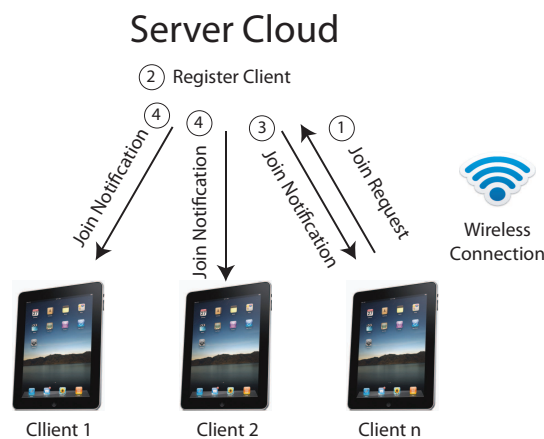 Server Cloud
2 Register Client
4
4
3
1
Join Notification
Join Notification
Join Notification
Join Request
Wireless
Connection
Cllient 1
Client 2
Client n